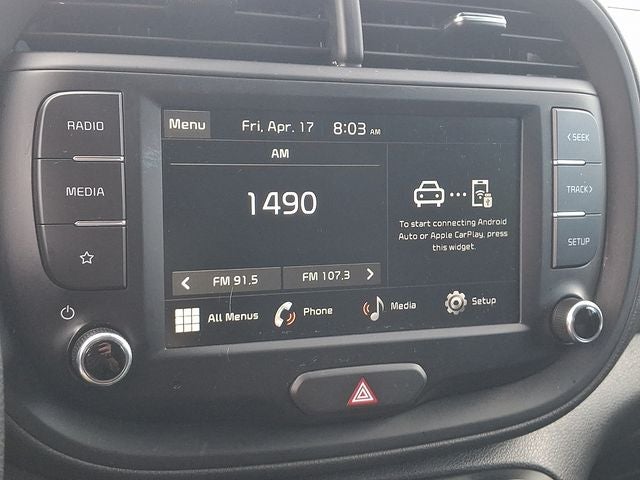 Menu Fri, Apr. 17 8:03 AM
RADIO
MEDIA
AM
1490
To start connecting Android
Auto or Apple CarPlay, press
this widget.
< FM 91.5 FM 107.3 >
All Menus Phone Media Setup
< SEEK
TRACK >
SETUP